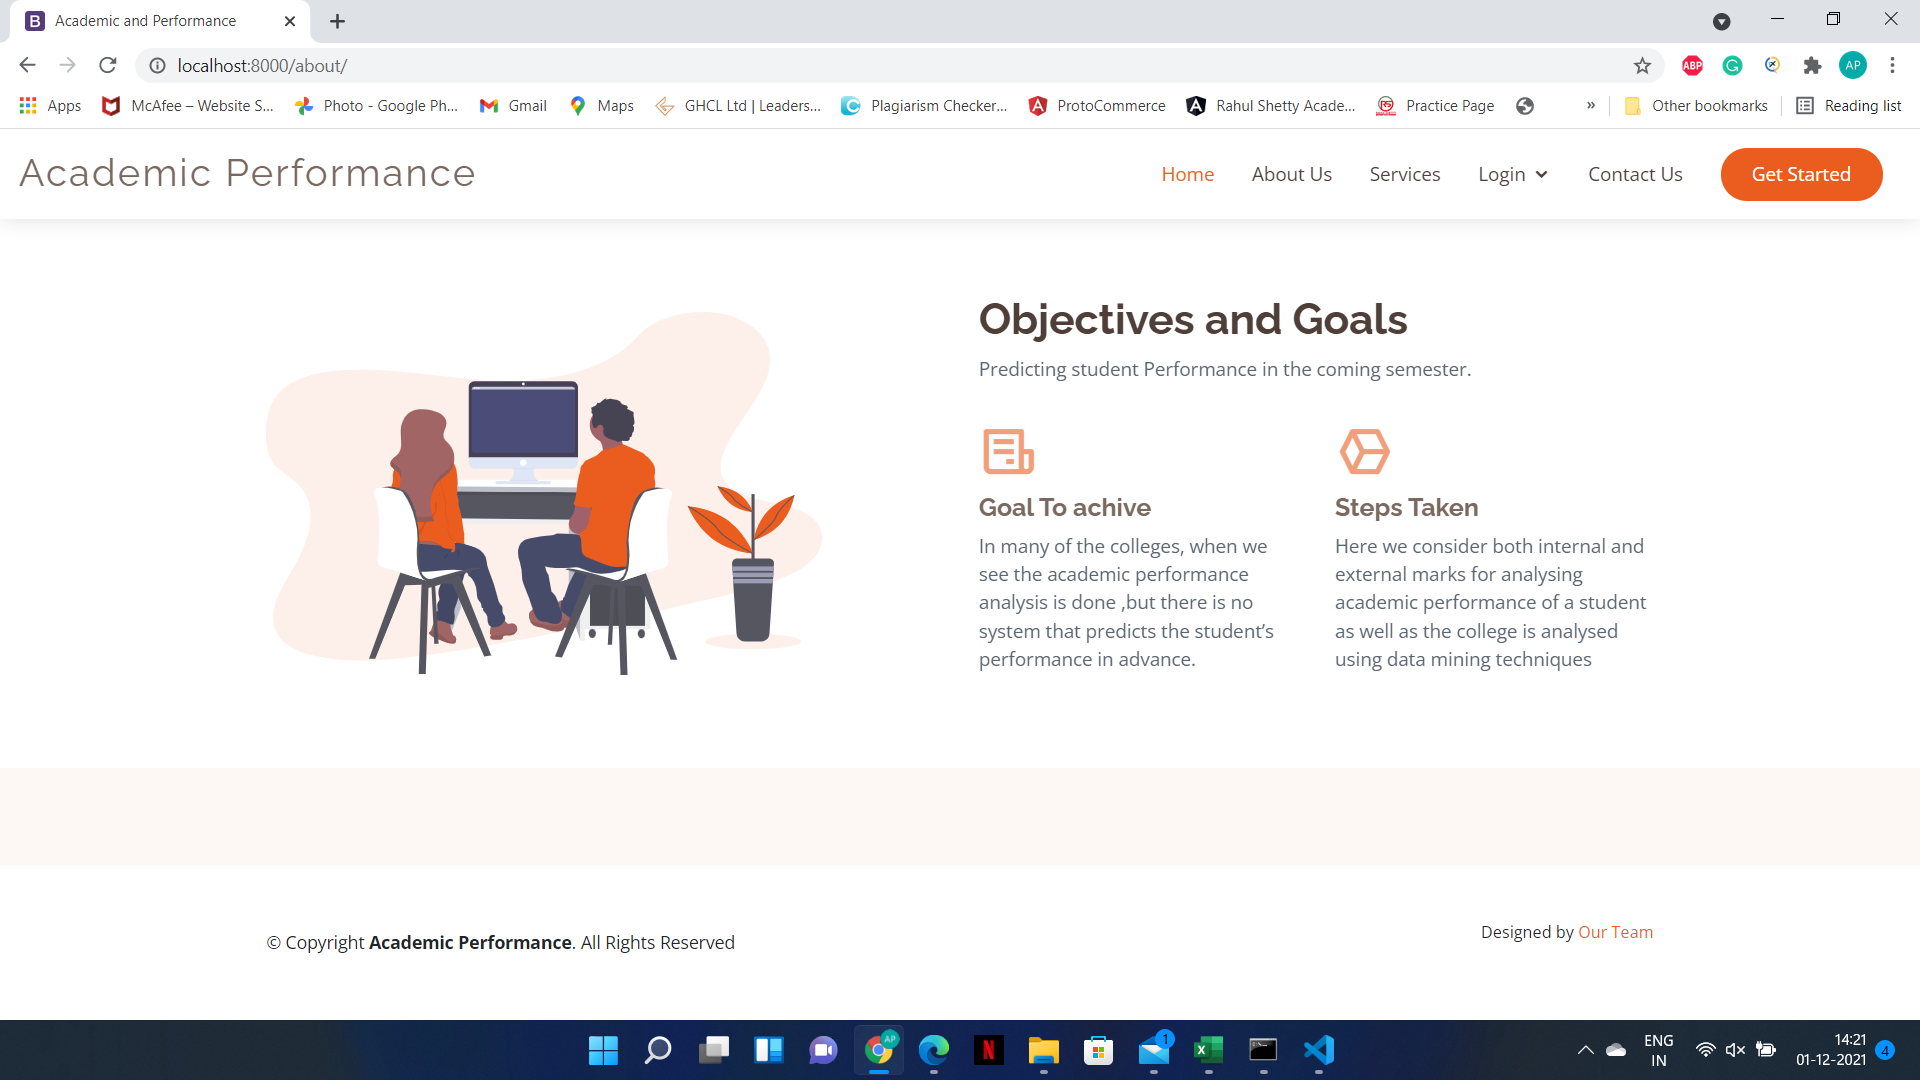 Academic and Performance
localhost:8000/about/
ABP
AP
Apps
McAfee – Website S...
Photo - Google Ph...
Gmail
Maps
GHCL Ltd | Leaders...
Plagiarism Checker...
ProtoCommerce
Rahul Shetty Acade...
Practice Page
»
Other bookmarks
Reading list
Academic Performance
Home
About Us
Services
Login
Contact Us
Get Started
Objectives and Goals
Predicting student Performance in the coming semester.
Goal To achive
In many of the colleges, when we
see the academic performance
analysis is done ,but there is no
system that predicts the student’s
performance in advance.
Steps Taken
Here we consider both internal and
external marks for analysing
academic performance of a student
as well as the college is analysed
using data mining techniques
© Copyright Academic Performance. All Rights Reserved
Designed by Our Team
AP
N
1
ENG
IN
14:21
01-12-2021
4